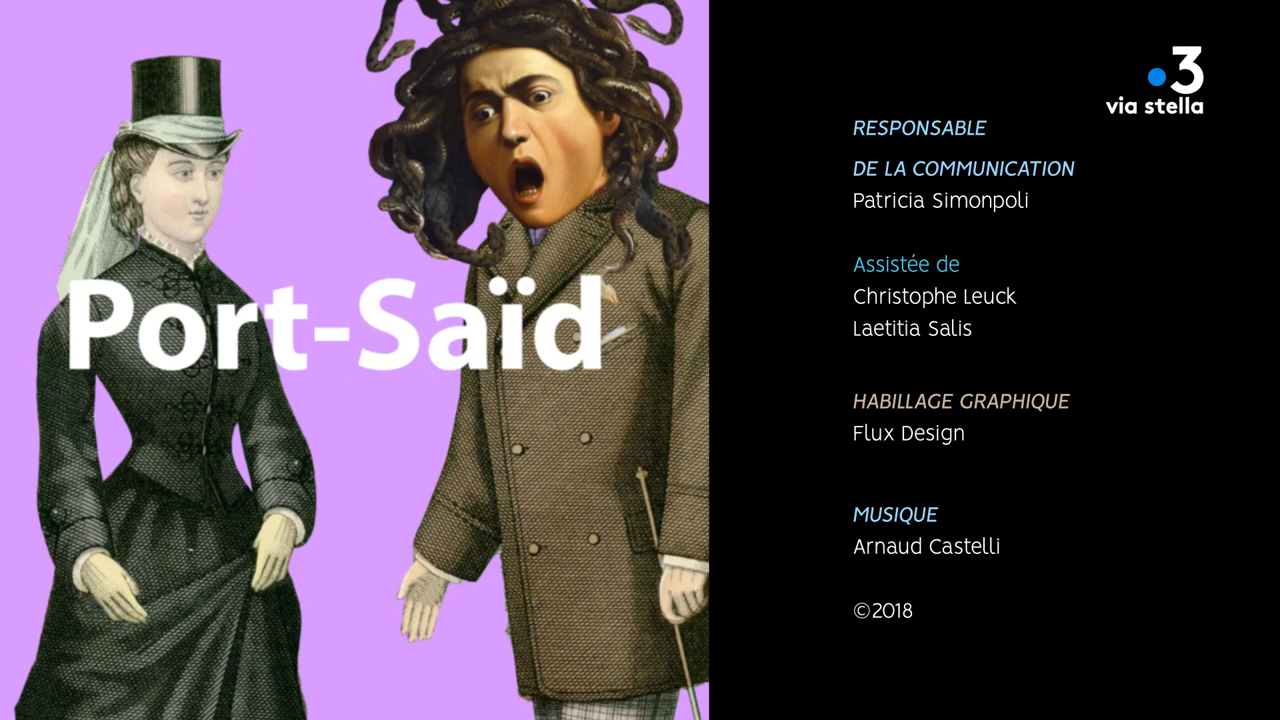 Port-Saïd
3
via stella
RESPONSABLE
DE LA COMMUNICATION
Patricia Simonpoli
Assistée de
Christophe Leuck
Laetitia Salis
HABILLAGE GRAPHIQUE
Flux Design
MUSIQUE
Arnaud Castelli
©2018